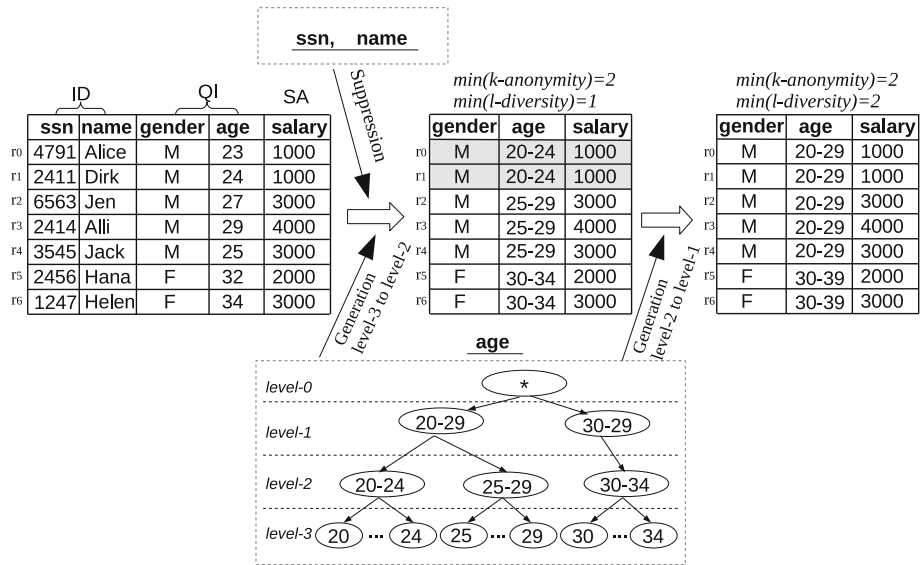 ssn, name
Suppression
ID QI SA
ssn name gender age salary
r0 4791 Alice M 23 1000
r1 2411 Dirk M 24 1000
r2 6563 Jen M 27 3000
r3 2414 Alli M 29 4000
r4 3545 Jack M 25 3000
r5 2456 Hana F 32 2000
r6 1247 Helen F 34 3000
min(k-anonymity)=2
min(l-diversity)=1
gender age salary
r0 M 20-24 1000
r1 M 20-24 1000
r2 M 25-29 3000
r3 M 25-29 4000
r4 M 25-29 3000
r5 F 30-34 2000
r6 F 30-34 3000
min(k-anonymity)=2
min(l-diversity)=2
gender age salary
r0 M 20-29 1000
r1 M 20-29 1000
r2 M 20-29 3000
r3 M 20-29 4000
r4 M 20-29 3000
r5 F 30-39 2000
r6 F 30-39 3000
Generation
level-3 to level-2
Generation
level-2 to level-1
age
level-0 *
level-1 20-29 30-29
level-2 20-24 25-29 30-34
level-3 20 ... 24 25 ... 29 30 ... 34